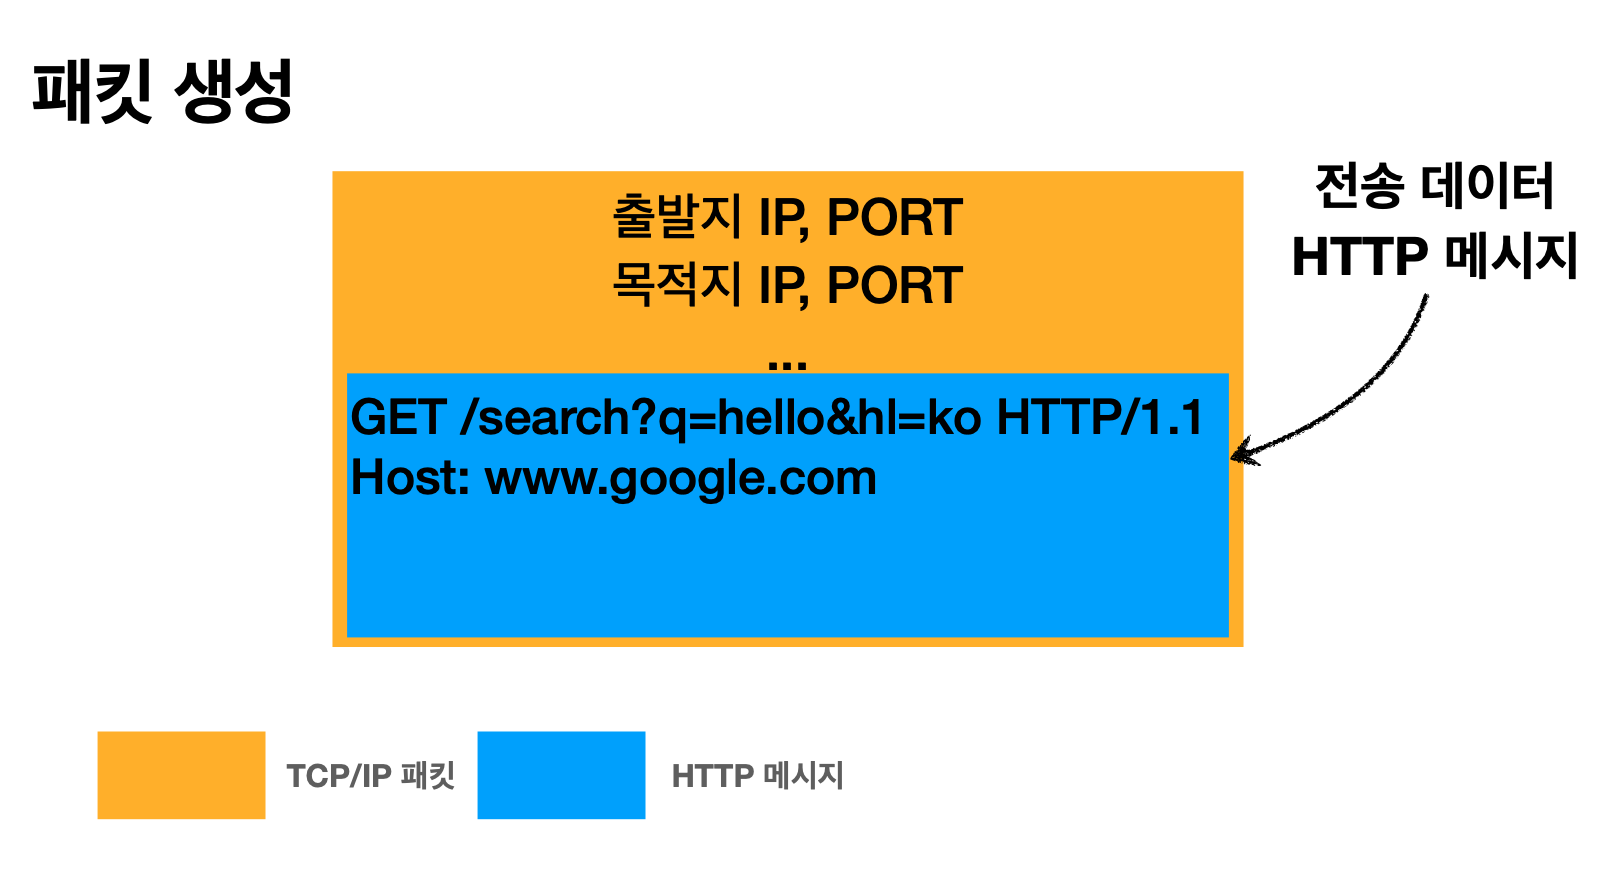 패킷 생성
출발지 IP, PORT
목적지 IP, PORT
...
GET /search?q=hello&hl=ko HTTP/1.1
Host: www.google.com
전송 데이터
HTTP 메시지
TCP/IP 패킷
HTTP 메시지